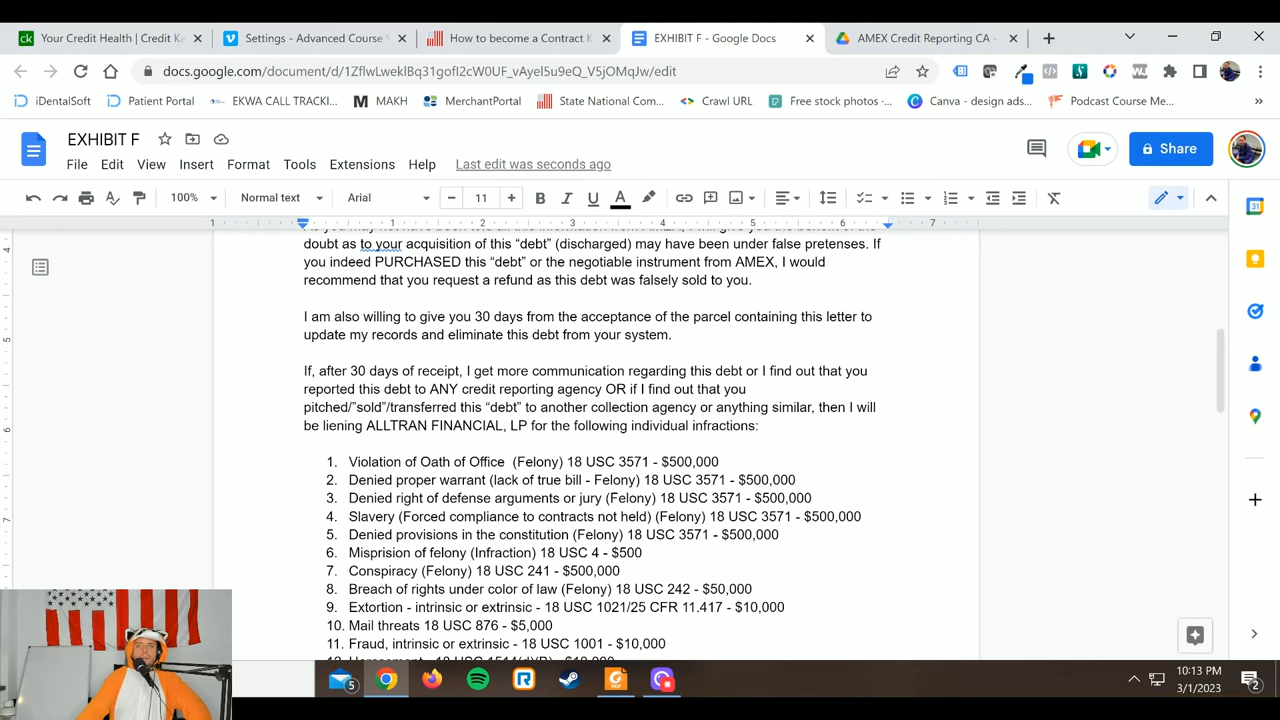 Your Credit Health | Credit Ka
Settings - Advanced Course
How to become a Contract K
EXHIBIT F - Google Docs
AMEX Credit Reporting CA -
docs.google.com/document/d/
/edit
iDentalSoft
Patient Portal
EKWA CALL TRACKI...
MAKH
MerchantPortal
State National Com...
Crawl URL
Free stock photos ·...
Canva - design ads...
Podcast Course Me...
EXHIBIT F
File Edit View Insert Format Tools Extensions Help Last edit was seconds ago
Share
100% Normal text Arial 11
1 1 2 3 4 5 6 7
doubt as to your acquisition of this “debt” (discharged) may have been under false pretenses. If
you indeed PURCHASED this “debt” or the negotiable instrument from AMEX, I would
recommend that you request a refund as this debt was falsely sold to you.
I am also willing to give you 30 days from the acceptance of the parcel containing this letter to
update my records and eliminate this debt from your system.
If, after 30 days of receipt, I get more communication regarding this debt or I find out that you
reported this debt to ANY credit reporting agency OR if I find out that you
pitched/”sold”/transferred this “debt” to another collection agency or anything similar, then I will
be liening ALLTRAN FINANCIAL, LP for the following individual infractions:
1. Violation of Oath of Office (Felony) 18 USC 3571 - $500,000
2. Denied proper warrant (lack of true bill - Felony) 18 USC 3571 - $500,000
3. Denied right of defense arguments or jury (Felony) 18 USC 3571 - $500,000
4. Slavery (Forced compliance to contracts not held) (Felony) 18 USC 3571 - $500,000
5. Denied provisions in the constitution (Felony) 18 USC 3571 - $500,000
6. Misprision of felony (Infraction) 18 USC 4 - $500
7. Conspiracy (Felony) 18 USC 241 - $500,000
8. Breach of rights under color of law (Felony) 18 USC 242 - $50,000
9. Extortion - intrinsic or extrinsic - 18 USC 1021/25 CFR 11.417 - $10,000
10. Mail threats 18 USC 876 - $5,000
11. Fraud, intrinsic or extrinsic - 18 USC 1001 - $10,000
5
10:13 PM
3/1/2023
2